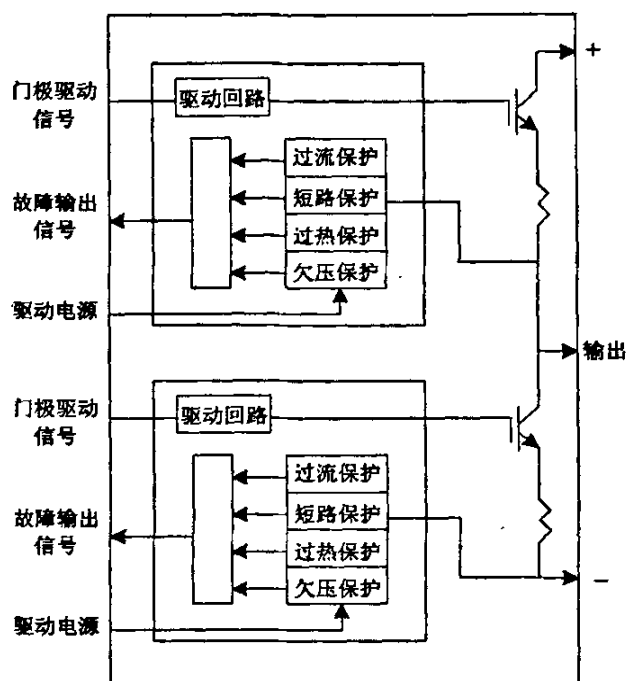 +
门极驱动
信号
驱动回路
过流保护
短路保护
过热保护
欠压保护
故障输出
信号
驱动电源
输出
门极驱动
信号
驱动回路
过流保护
短路保护
过热保护
欠压保护
故障输出
信号
驱动电源
−